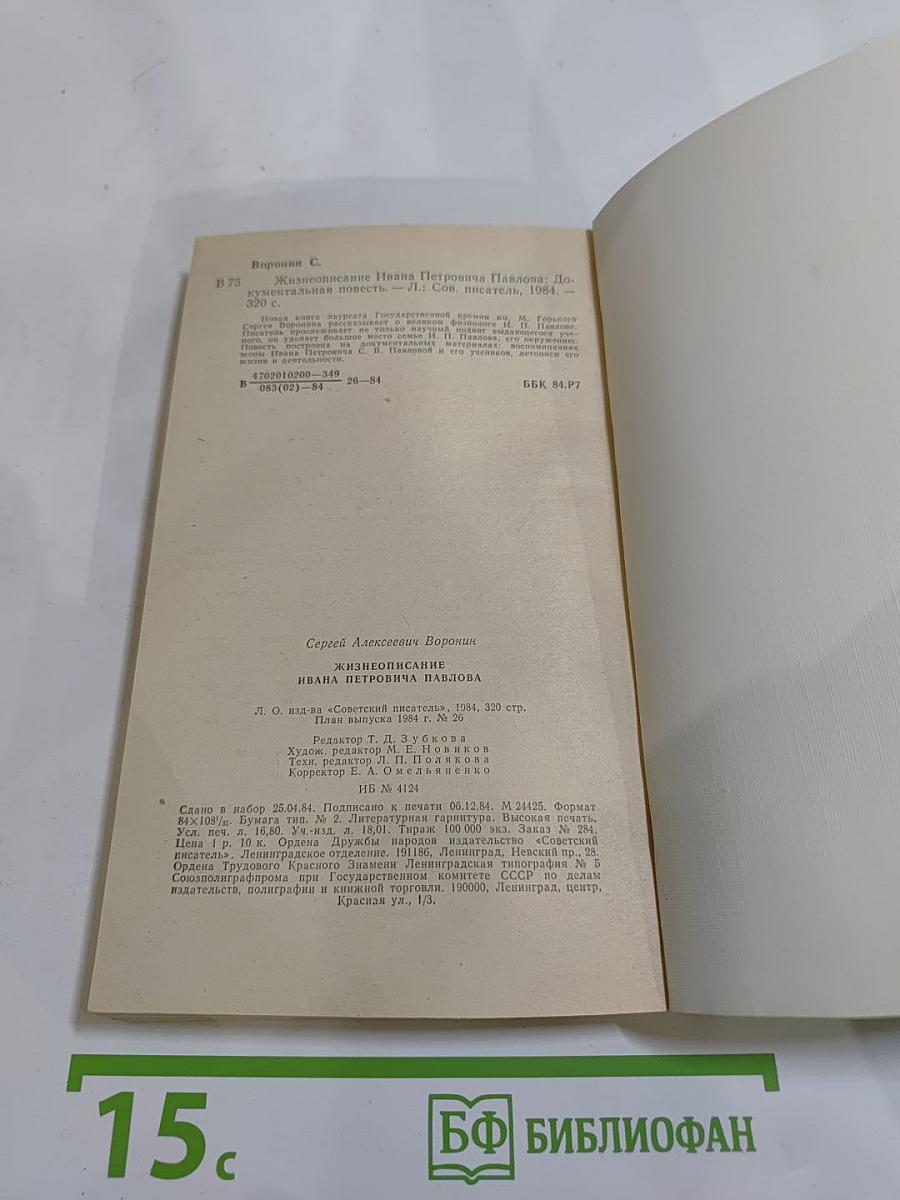 Воронин С.
В 75 Жизнеописание Ивана Петровича Павлова: До-
кументальная повесть. — Л.: Сов. писатель, 1984. —
320 с.
Новая книга лауреата Государственной премии им. М. Горького
Сергея Воронина рассказывает о великом физиологе И. П. Павлове.
Писатель прослеживает не только научный подвиг выдающегося уче-
ного, он уделяет большое место семье И. П. Павлова, его окружению.
Повесть построена на документальных материалах: воспоминаниях
жены Ивана Петровича С. В. Павловой и его учеников, летописи его
жизни и деятельности.
4702010200—349
В 26—84 ББК 84.Р7
083(02)—84
Сергей Алексеевич Воронин
ЖИЗНЕОПИСАНИЕ
ИВАНА ПЕТРОВИЧА ПАВЛОВА
Л. О. изд-ва «Советский писатель», 1984, 320 стр.
План выпуска 1984 г. № 26
Редактор Т. Д. Зубкова
Худож. редактор М. Е. Новиков
Техн. редактор Л. П. Полякова
Корректор Е. А. Омельяненко
ИБ № 4124
Сдано в набор 25.04.84. Подписано к печати 06.12.84. М 24425. Формат
84×108¹/₃₂. Бумага тип. № 2. Литературная гарнитура. Высокая печать.
Усл. печ. л. 16,80. Уч.-изд. л. 18,01. Тираж 100 000 экз. Заказ № 284.
Цена 1 р. 10 к. Ордена Дружбы народов издательство «Советский
писатель». Ленинградское отделение. 191186, Ленинград, Невский пр., 28.
Ордена Трудового Красного Знамени Ленинградская типография № 5
Союзполиграфпрома при Государственном комитете СССР по делам
издательств, полиграфии и книжной торговли. 190000, Ленинград, центр,
Красная ул., 1/3.
15 с
БФ БИБЛИОФАН